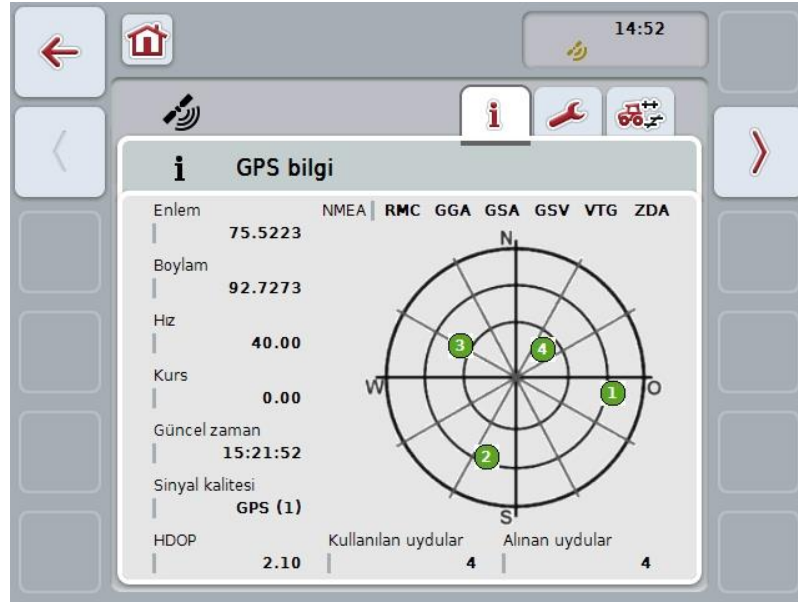 14:52
i
i GPS bilgi
Enlem
75.5223
NMEA RMC GGA GSA GSV VTG ZDA
Boylam
92.7273
Hız
40.00
Kurs
0.00
Güncel zaman
15:21:52
Sinyal kalitesi
GPS (1)
HDOP
2.10
N
3
4
W
1
O
2
S
Kullanılan uydular
4
Alınan uydular
4